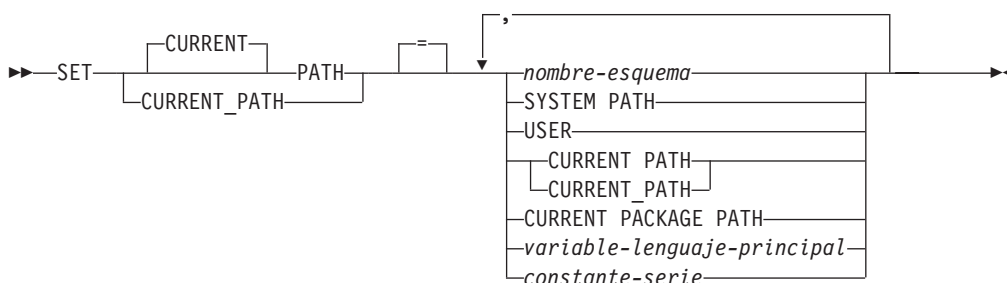 ,
CURRENT =
SET PATH nombre-esquema
CURRENT_PATH SYSTEM PATH
USER
CURRENT PATH
CURRENT_PATH
CURRENT PACKAGE PATH
variable-lenguaje-principal
constante-serie